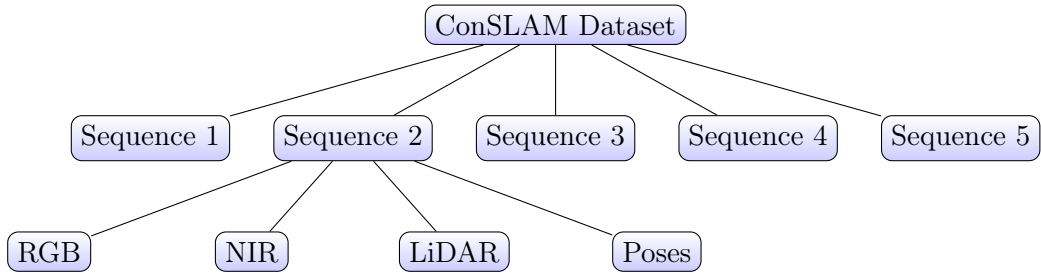 ConSLAM Dataset
Sequence 1 Sequence 2 Sequence 3 Sequence 4 Sequence 5
RGB NIR LiDAR Poses